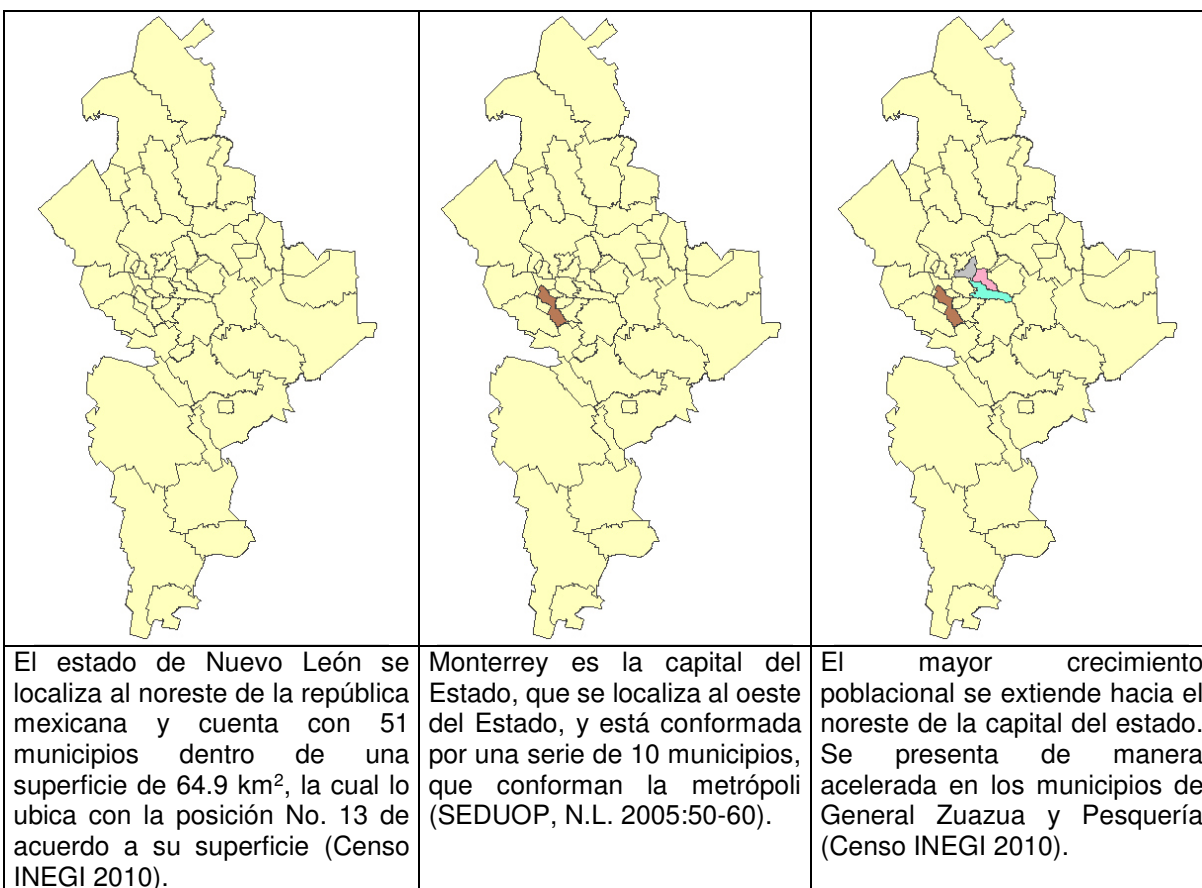 El estado de Nuevo León se
localiza al noreste de la república
mexicana y cuenta con 51
municipios dentro de una
superficie de 64.9 km², la cual lo
ubica con la posición No. 13 de
acuerdo a su superficie (Censo
INEGI 2010).
Monterrey es la capital del
Estado, que se localiza al oeste
del Estado, y está conformada
por una serie de 10 municipios,
que conforman la metrópoli
(SEDUOP, N.L. 2005:50-60).
El mayor crecimiento
poblacional se extiende hacia el
noreste de la capital del estado.
Se presenta de manera
acelerada en los municipios de
General Zuazua y Pesquería
(Censo INEGI 2010).